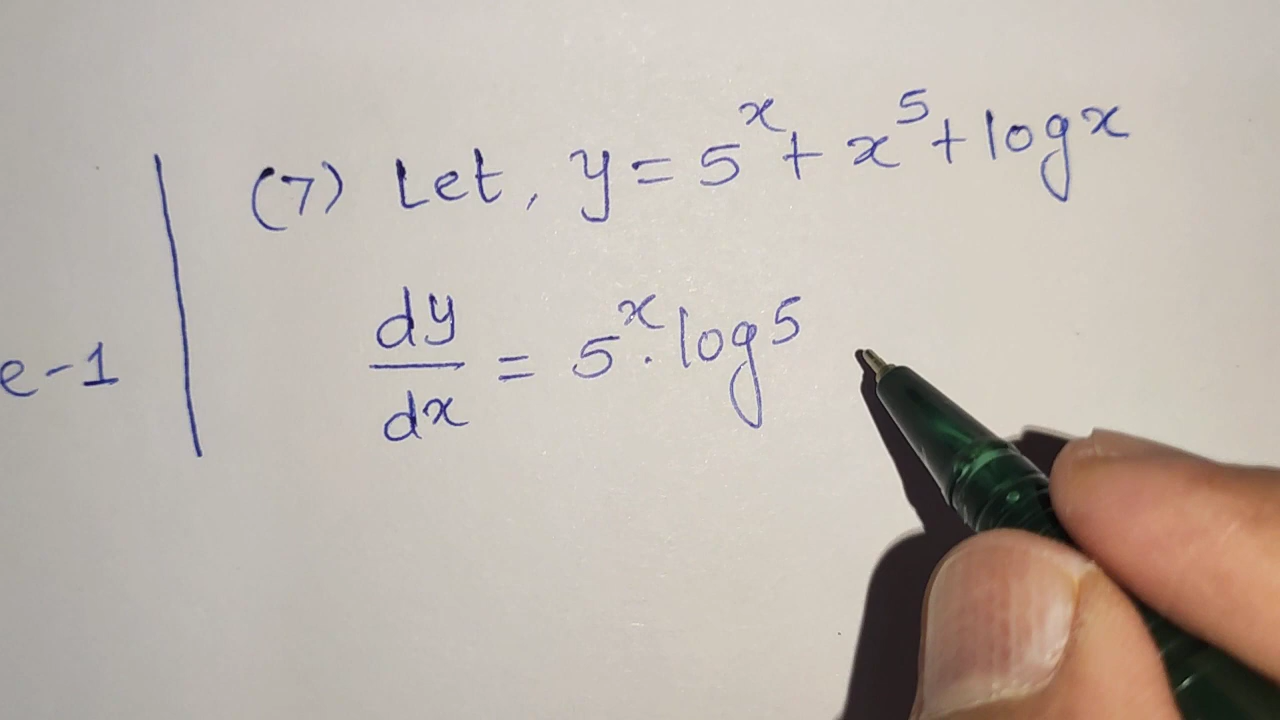 (7) Let, y = 5^x + x^5 + log x
dy/dx = 5^x . log 5
e-1